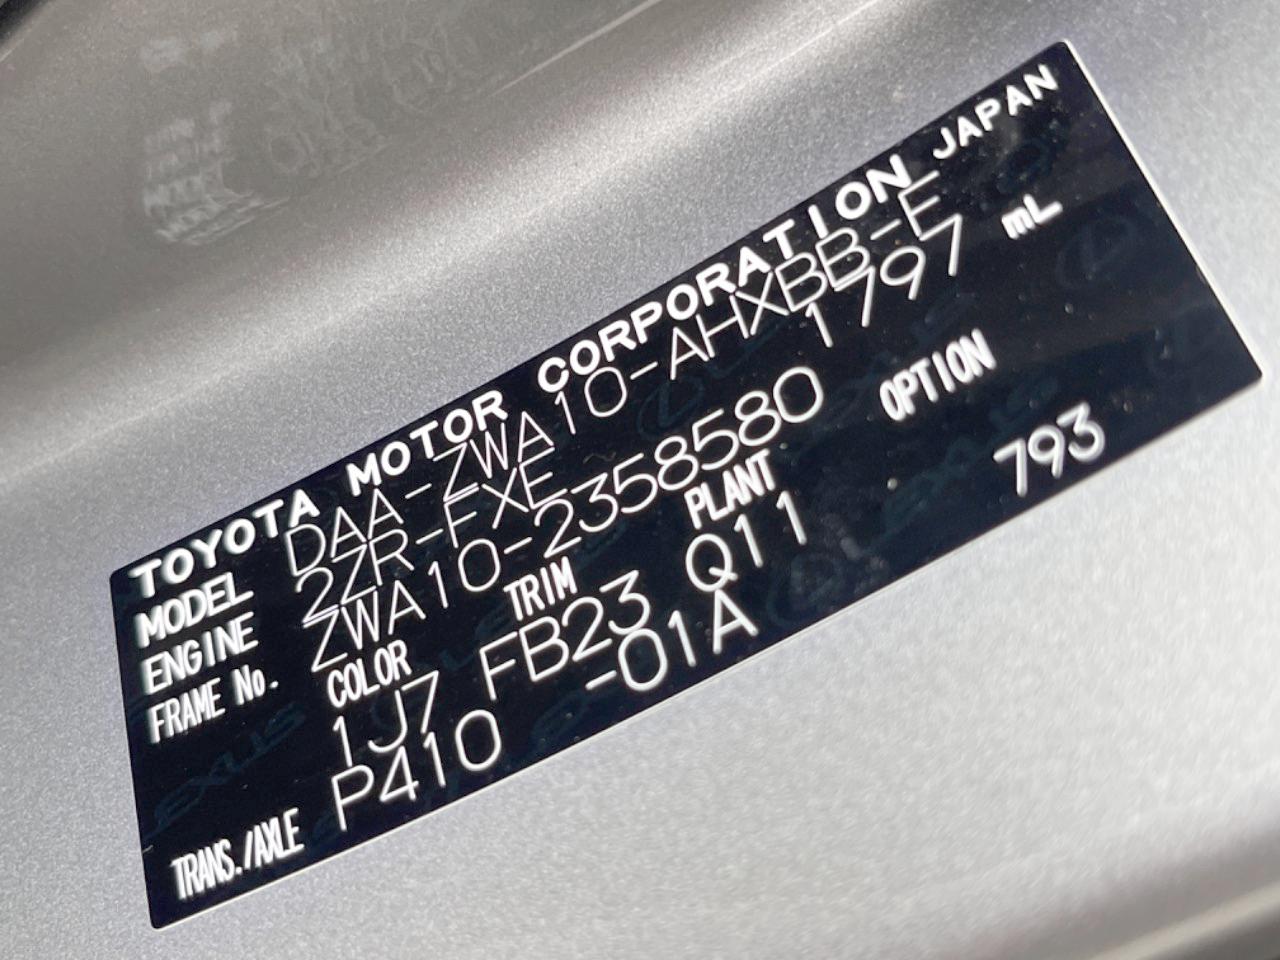 TOYOTA MOTOR CORPORATION JAPAN
MODEL DAA-ZWA10-AHXBB-E
ENGINE 2ZR-FXE 1797 mL
FRAME No. ZWA10-2358580
COLOR TRIM PLANT OPTION
1J7 FB23 Q11 793
TRANS./AXLE P410 -01A